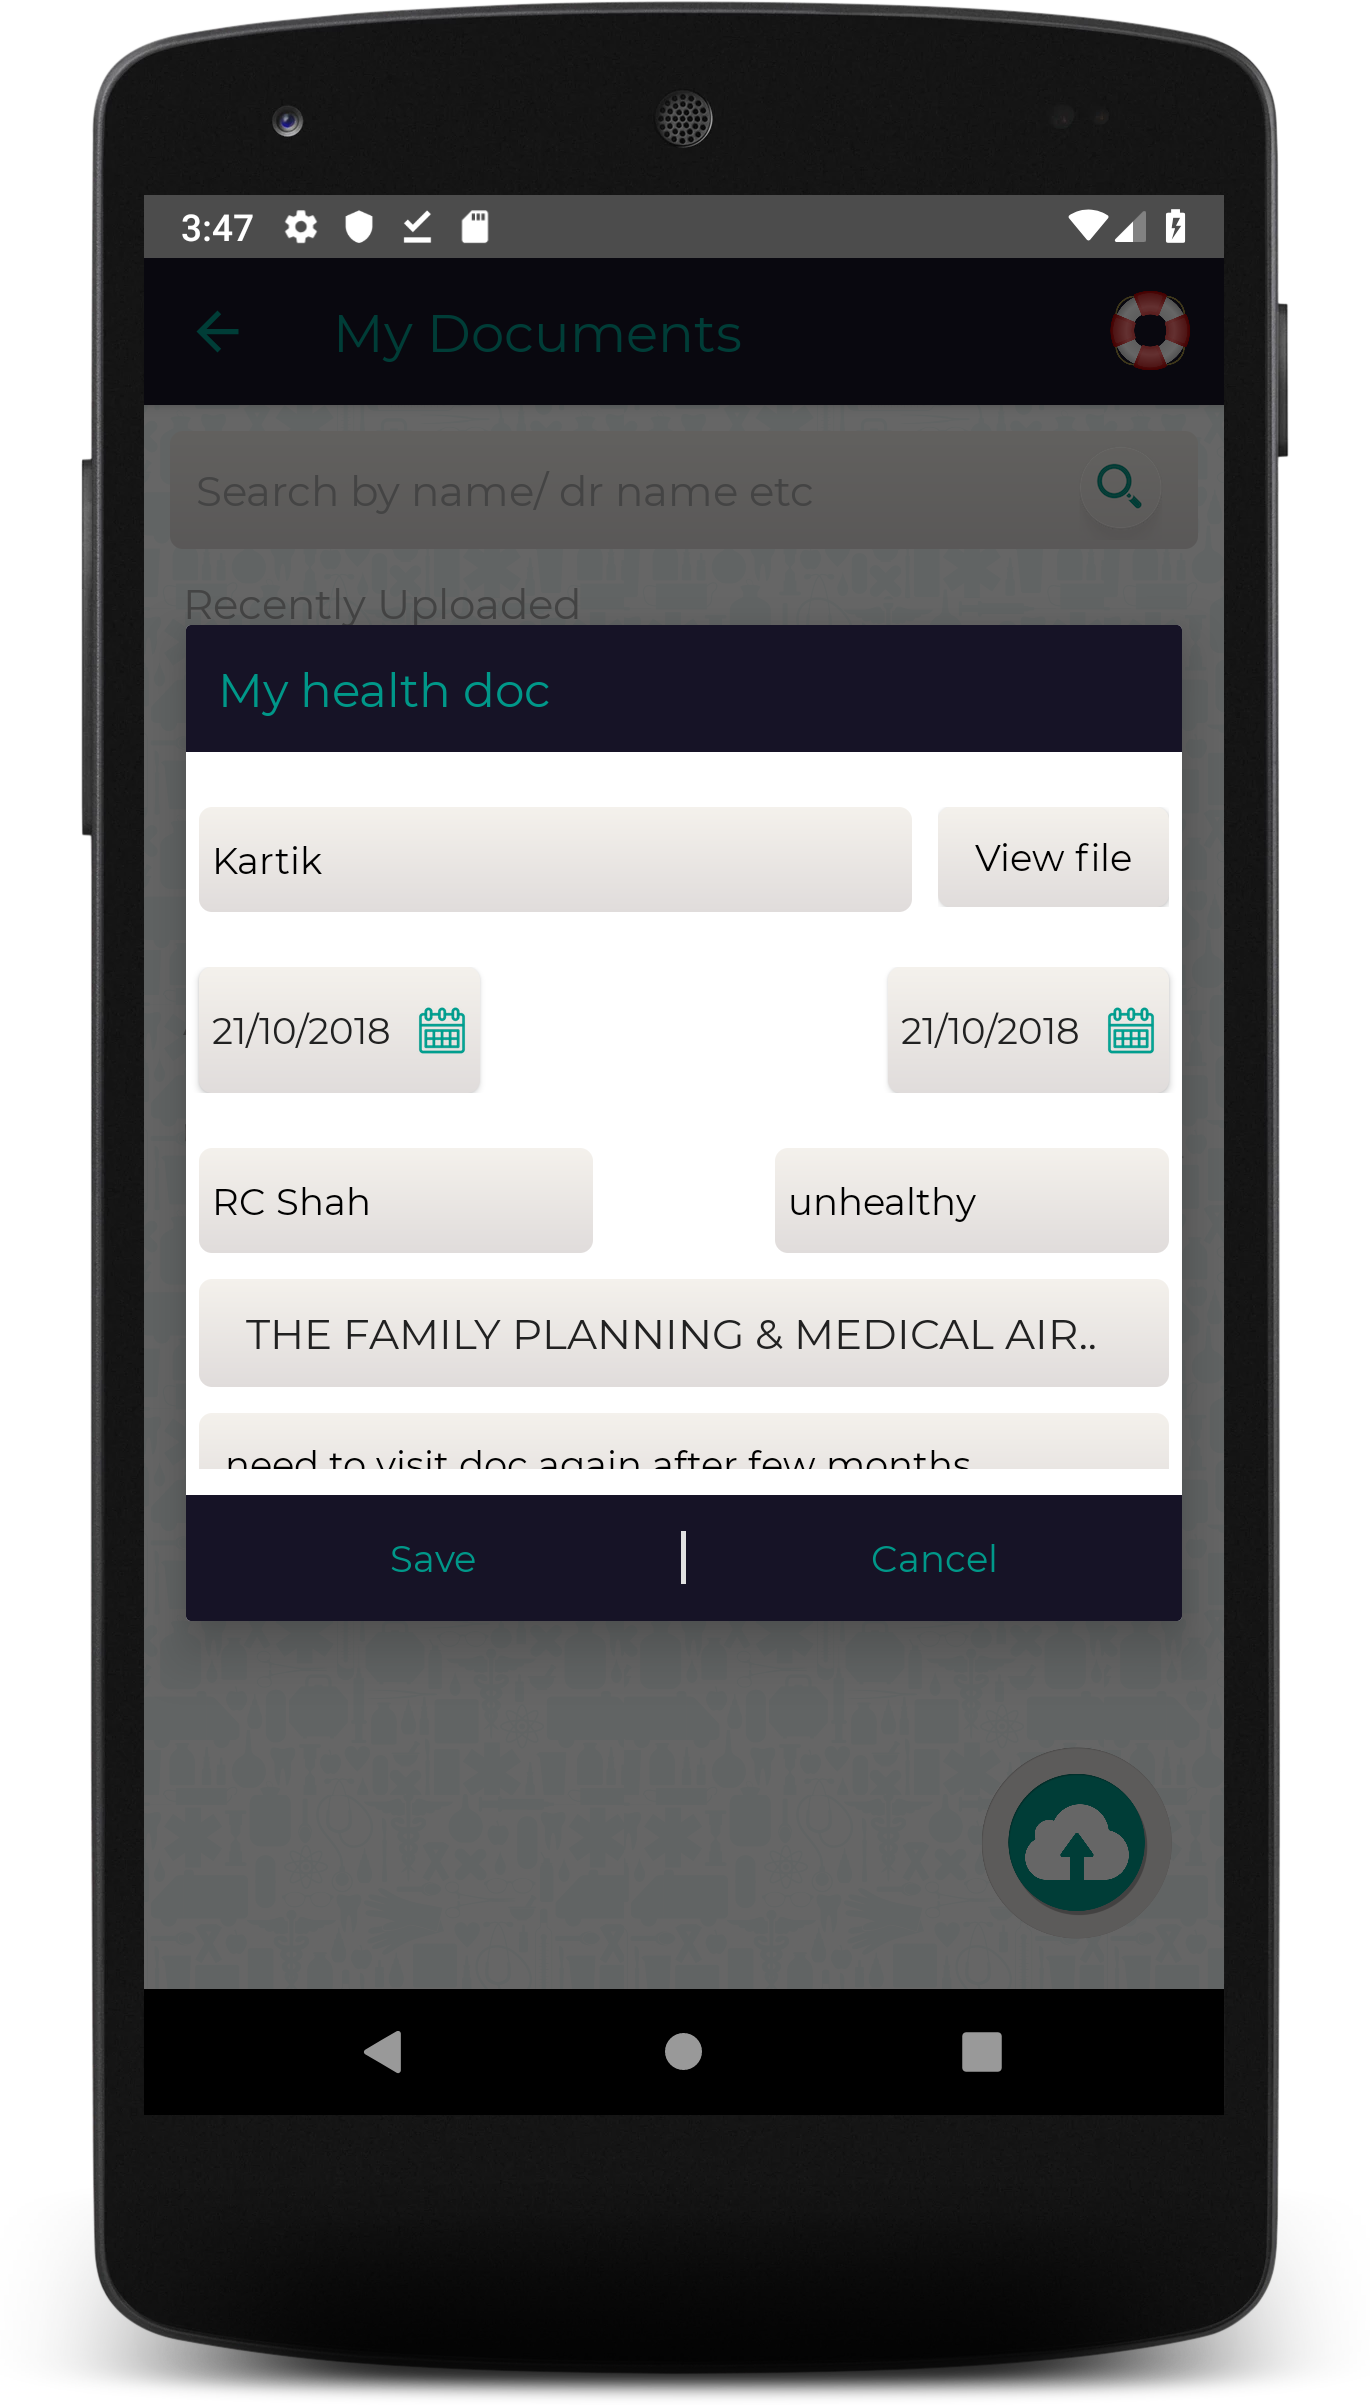 3:47
My Documents
Search by name/ dr name etc
Recently Uploaded
My health doc
Kartik
View file
21/10/2018
21/10/2018
RC Shah
unhealthy
THE FAMILY PLANNING & MEDICAL AIR..
need to visit doc again after few months
Save
Cancel